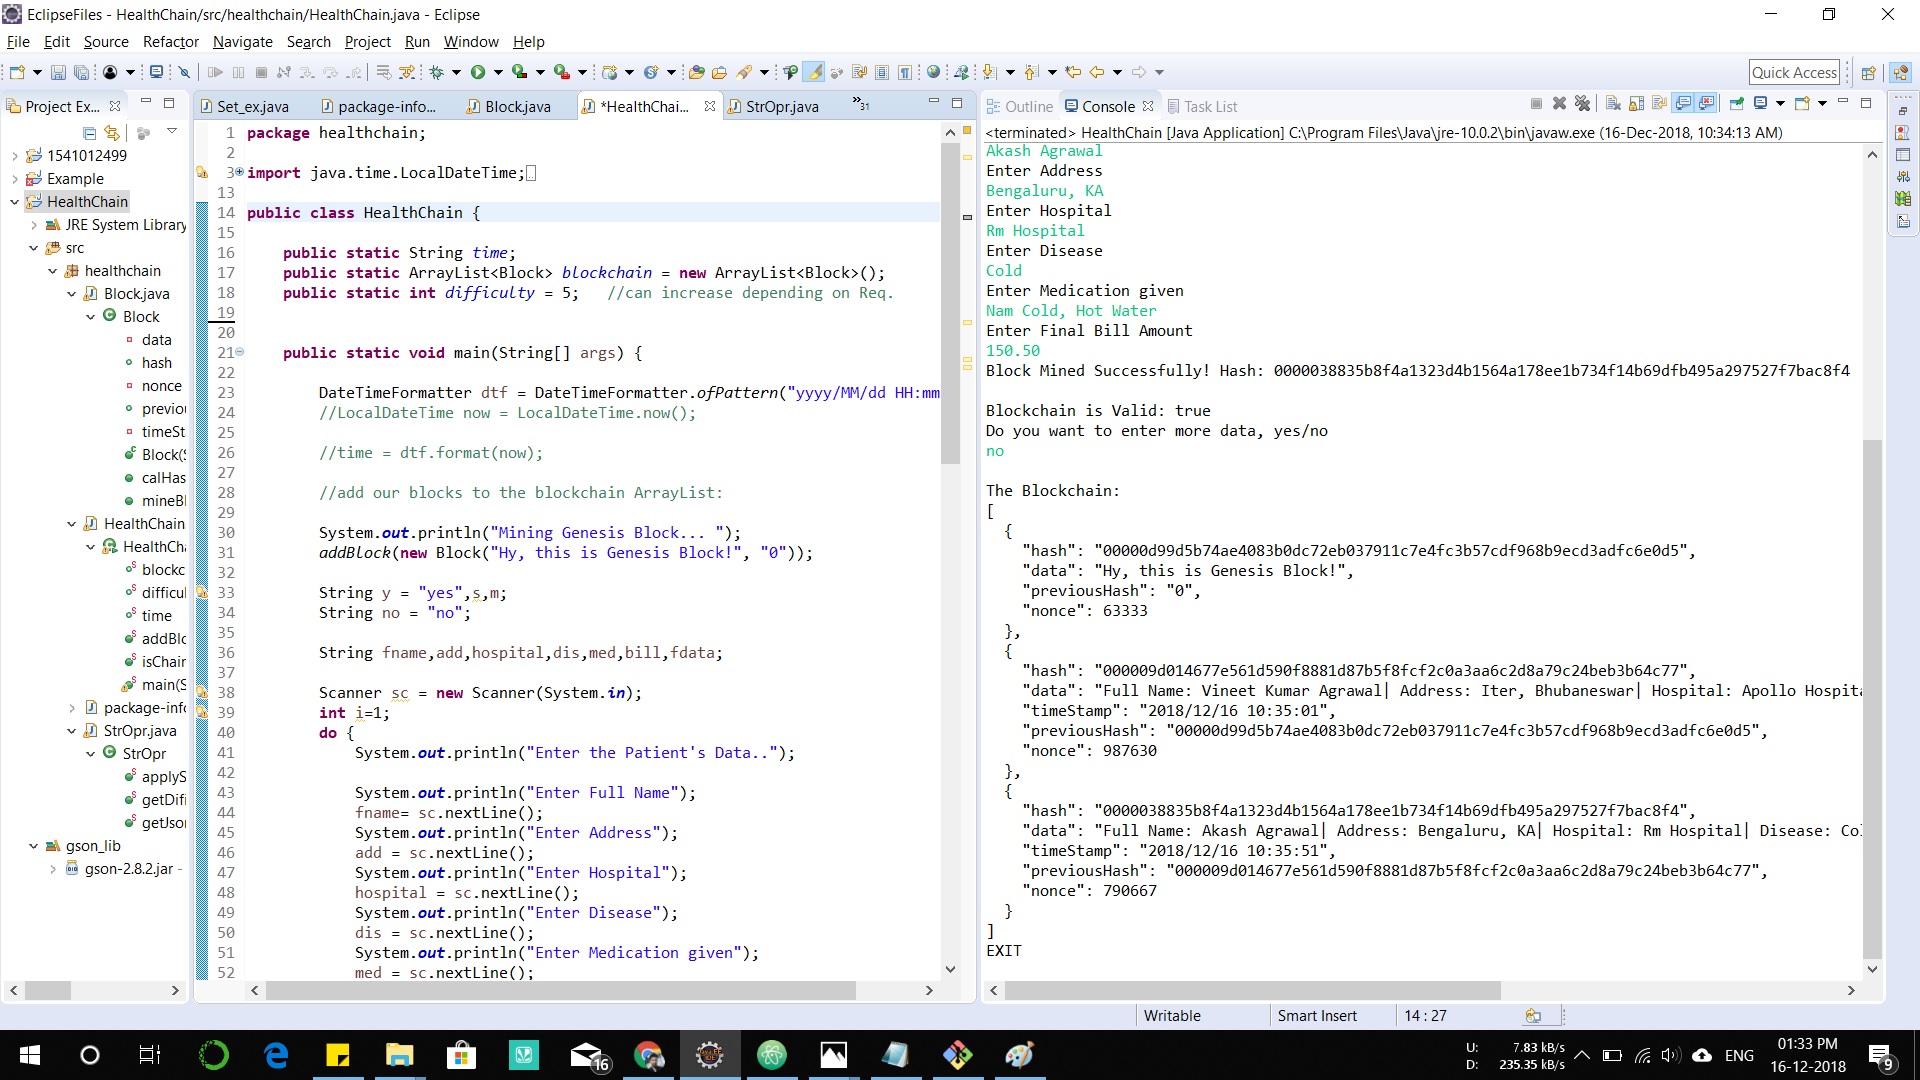 EclipseFiles - HealthChain/src/healthchain/HealthChain.java - Eclipse
File Edit Source Refactor Navigate Search Project Run Window Help
Quick Access
Project Ex...
1541012499
Example
HealthChain
JRE System Library
src
healthchain
Block.java
Block
data
hash
nonce
previou
timeSt
Block(S
calHas
mineBl
HealthChain
HealthCha
blockc
difficul
time
addBlo
isChair
main(S
package-info
StrOpr.java
StrOpr
applyS
getDifi
getJsor
gson_lib
gson-2.8.2.jar -
Set_ex.java package-info... Block.java *HealthChai... StrOpr.java »31
1 package healthchain;
2
3 import java.time.LocalDateTime;
13
14 public class HealthChain {
15
16 public static String time;
17 public static ArrayList<Block> blockchain = new ArrayList<Block>();
18 public static int difficulty = 5; //can increase depending on Req.
19
20
21 public static void main(String[] args) {
22
23 DateTimeFormatter dtf = DateTimeFormatter.ofPattern("yyyy/MM/dd HH:mm
24 //LocalDateTime now = LocalDateTime.now();
25
26 //time = dtf.format(now);
27
28 //add our blocks to the blockchain ArrayList:
29
30 System.out.println("Mining Genesis Block... ");
31 addBlock(new Block("Hy, this is Genesis Block!", "0"));
32
33 String y = "yes",s,m;
34 String no = "no";
35
36 String fname,add,hospital,dis,med,bill,fdata;
37
38 Scanner sc = new Scanner(System.in);
39 int i=1;
40 do {
41 System.out.println("Enter the Patient's Data..");
42
43 System.out.println("Enter Full Name");
44 fname= sc.nextLine();
45 System.out.println("Enter Address");
46 add = sc.nextLine();
47 System.out.println("Enter Hospital");
48 hospital = sc.nextLine();
49 System.out.println("Enter Disease");
50 dis = sc.nextLine();
51 System.out.println("Enter Medication given");
52 med = sc.nextLine();
Outline Console Task List
<terminated> HealthChain [Java Application] C:\Program Files\Java\jre-10.0.2\bin\javaw.exe (16-Dec-2018, 10:34:13 AM)
Akash Agrawal
Enter Address
Bengaluru, KA
Enter Hospital
Rm Hospital
Enter Disease
Cold
Enter Medication given
Nam Cold, Hot Water
Enter Final Bill Amount
150.50
Block Mined Successfully! Hash: 0000038835b8f4a1323d4b1564a178ee1b734f14b69dfb495a297527f7bac8f4
Blockchain is Valid: true
Do you want to enter more data, yes/no
no
The Blockchain:
[
{
"hash": "00000d99d5b74ae4083b0dc72eb037911c7e4fc3b57cdf968b9ecd3adfc6e0d5",
"data": "Hy, this is Genesis Block!",
"previousHash": "0",
"nonce": 63333
},
{
"hash": "000009d014677e561d590f8881d87b5f8fcf2c0a3aa6c2d8a79c24beb3b64c77",
"data": "Full Name: Vineet Kumar Agrawal| Address: Iter, Bhubaneswar| Hospital: Apollo Hospita
"timeStamp": "2018/12/16 10:35:01",
"previousHash": "00000d99d5b74ae4083b0dc72eb037911c7e4fc3b57cdf968b9ecd3adfc6e0d5",
"nonce": 987630
},
{
"hash": "0000038835b8f4a1323d4b1564a178ee1b734f14b69dfb495a297527f7bac8f4",
"data": "Full Name: Akash Agrawal| Address: Bengaluru, KA| Hospital: Rm Hospital| Disease: Co
"timeStamp": "2018/12/16 10:35:51",
"previousHash": "000009d014677e561d590f8881d87b5f8fcf2c0a3aa6c2d8a79c24beb3b64c77",
"nonce": 790667
}
]
EXIT
Writable Smart Insert 14 : 27
16
U: 7.83 kB/s
D: 235.35 kB/s
ENG
01:33 PM
16-12-2018
9